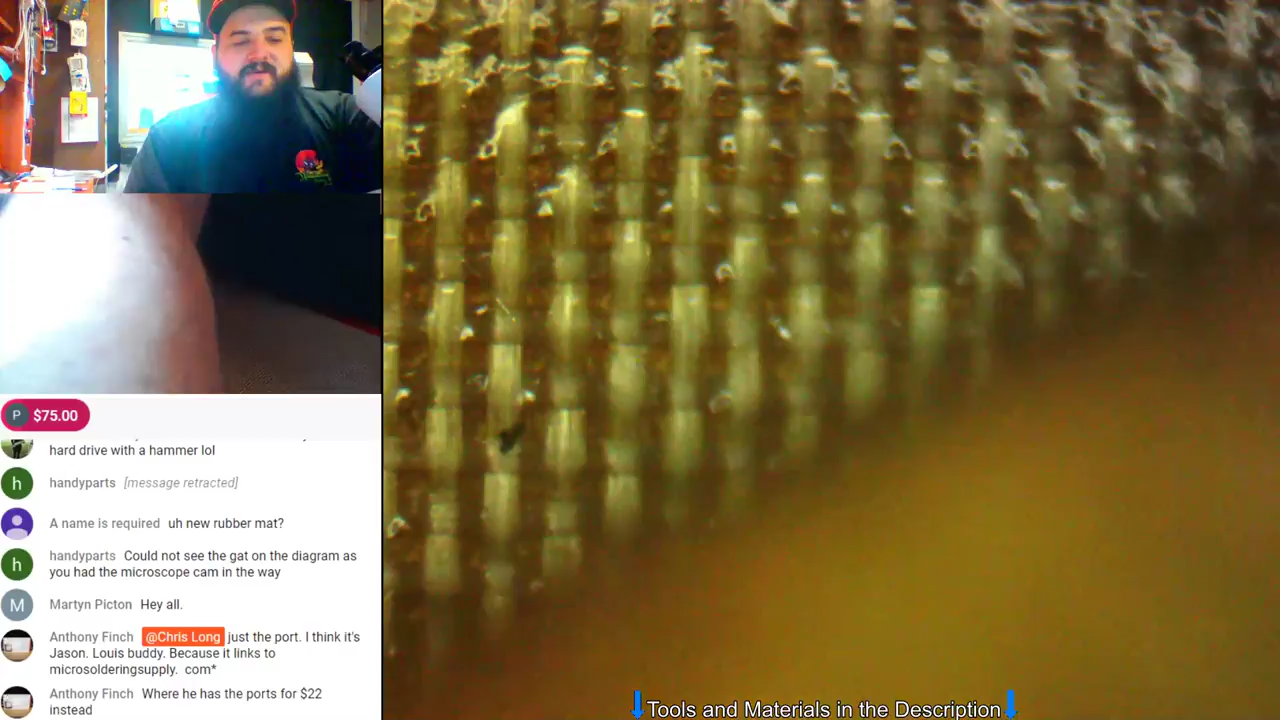 P $75.00
hard drive with a hammer lol
h handyparts [message retracted]
A name is required uh new rubber mat?
h handyparts Could not see the gat on the diagram as
you had the microscope cam in the way
M Martyn Picton Hey all.
Anthony Finch @Chris Long just the port. I think it's
Jason. Louis buddy. Because it links to
microsolderingsupply. com*
Anthony Finch Where he has the ports for $22
instead
Tools and Materials in the Description